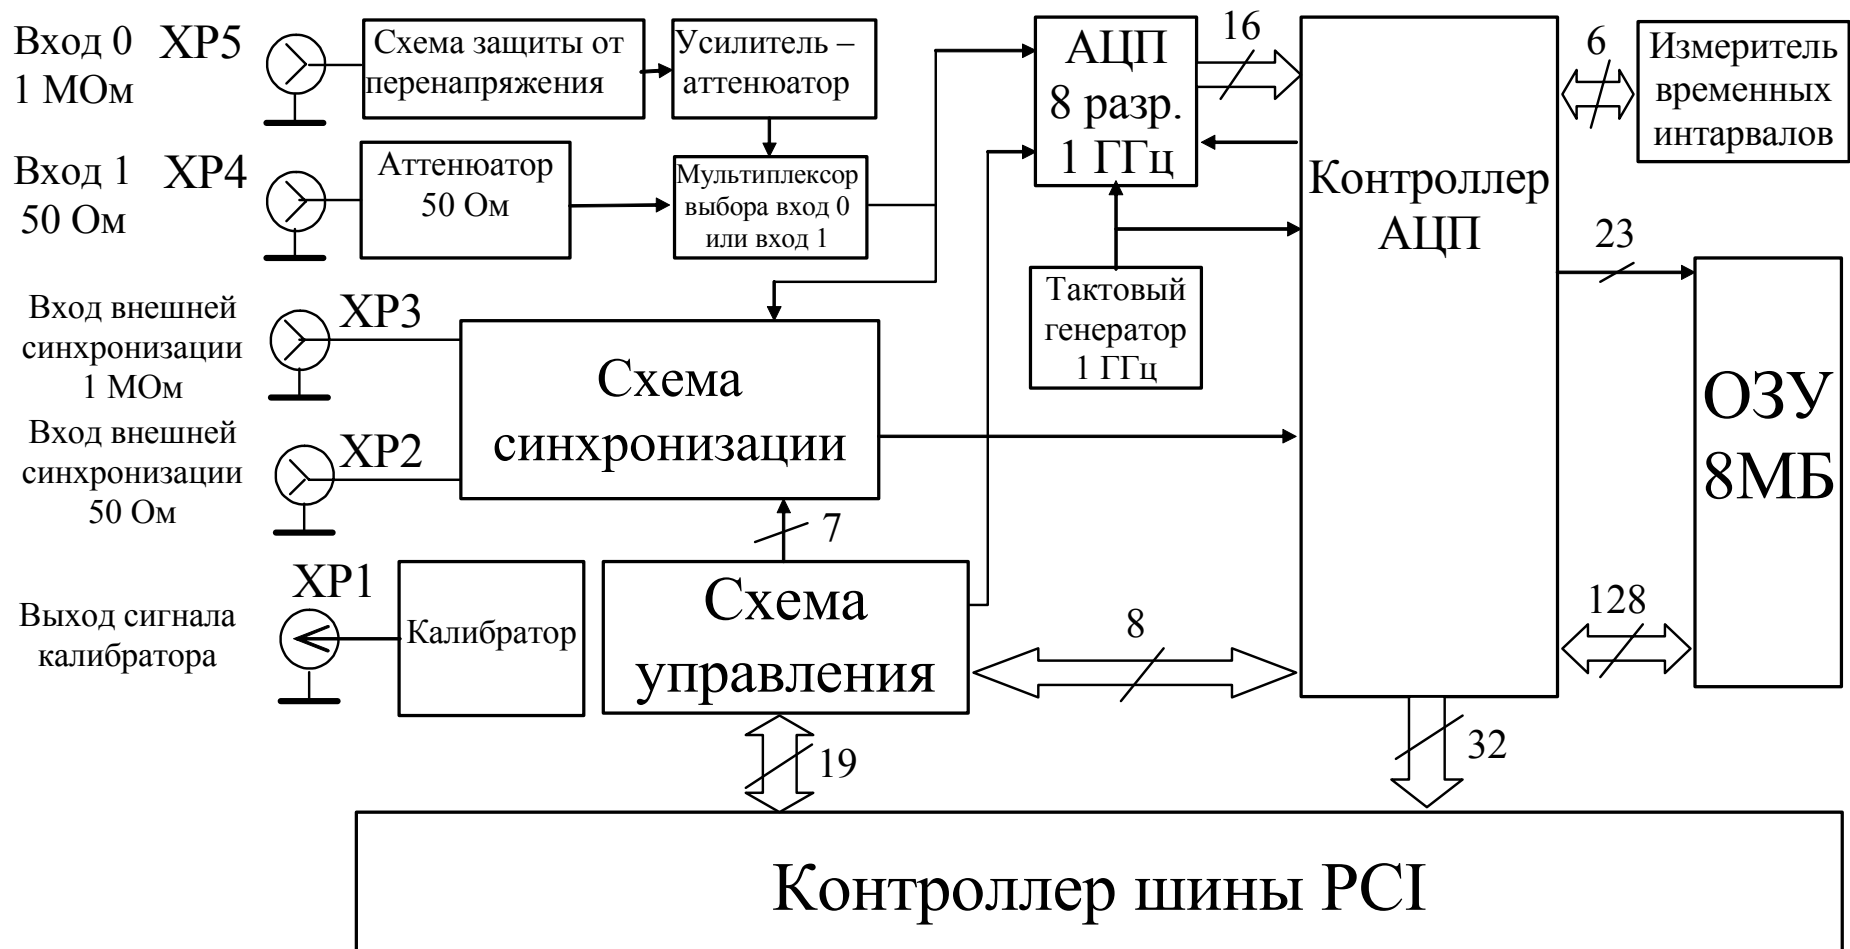 Вход 0
1 МОм
XP5
Схема защиты от
перенапряжения
Усилитель –
аттенюатор
АЦП
8 разр.
1 ГГц
16
Контроллер
АЦП
6
Измеритель
временных
интарвалов
Вход 1
50 Ом
XP4
Аттенюатор
50 Ом
Мультиплексор
выбора вход 0
или вход 1
23
Тактовый
генератор
1 ГГц
Вход внешней
синхронизации
1 МОм
XP3
Схема
синхронизации
ОЗУ
8МБ
Вход внешней
синхронизации
50 Ом
XP2
7
XP1
Выход сигнала
калибратора
Калибратор
Схема
управления
8
128
19
32
Контроллер шины PCI